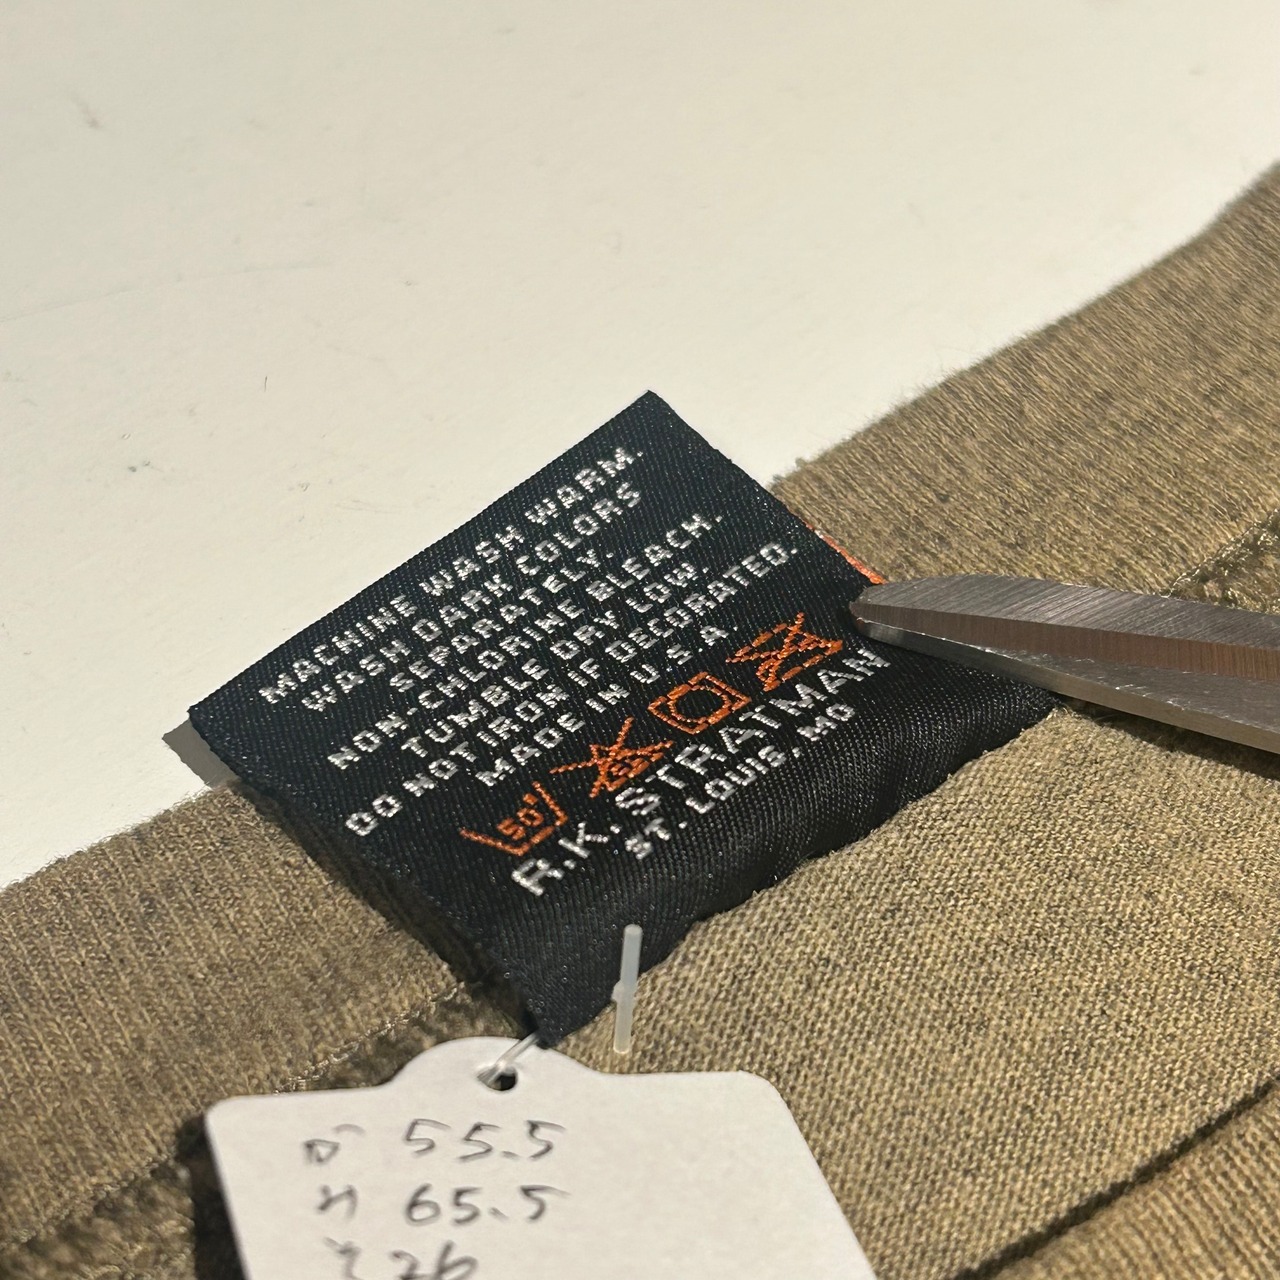 MACHINE WASH WARM.
WASH DARK COLORS
SEPARATELY.
NON-CHLORINE BLEACH.
TUMBLE DRY LOW.
DO NOT IRON IF DECORATED.
MADE IN U S A
50°
R.K. STRATMAN
ST. LOUIS, MO
55.5
65.5
26